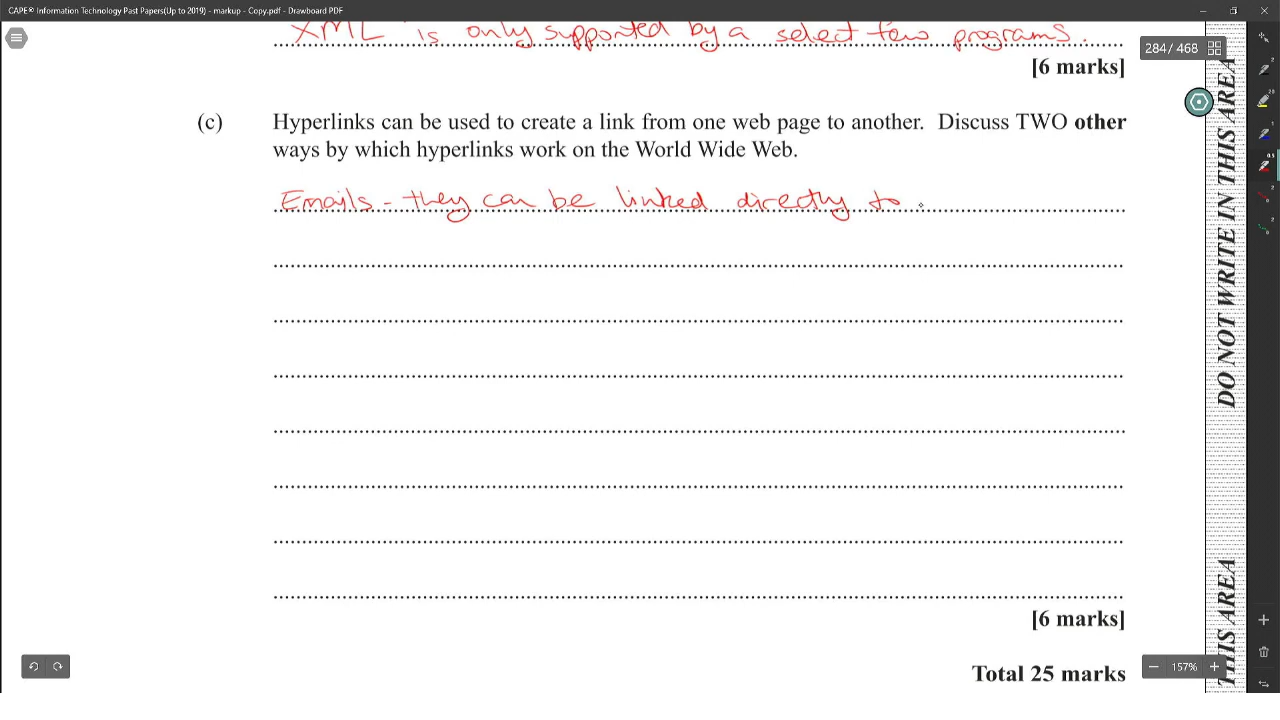 CAPE® Information Technology Past Papers(Up to 2019) - markup - Copy.pdf - Drawboard PDF
XML is only supported by a select few programs.
284 / 468
[6 marks]
(c) Hyperlinks can be used to create a link from one web page to another. Discuss TWO other
ways by which hyperlinks work on the World Wide Web.
Emails - they can be linked directly to
[6 marks]
Total 25 marks
157%
DO NOT WRITE IN THIS AREA
THIS AREA